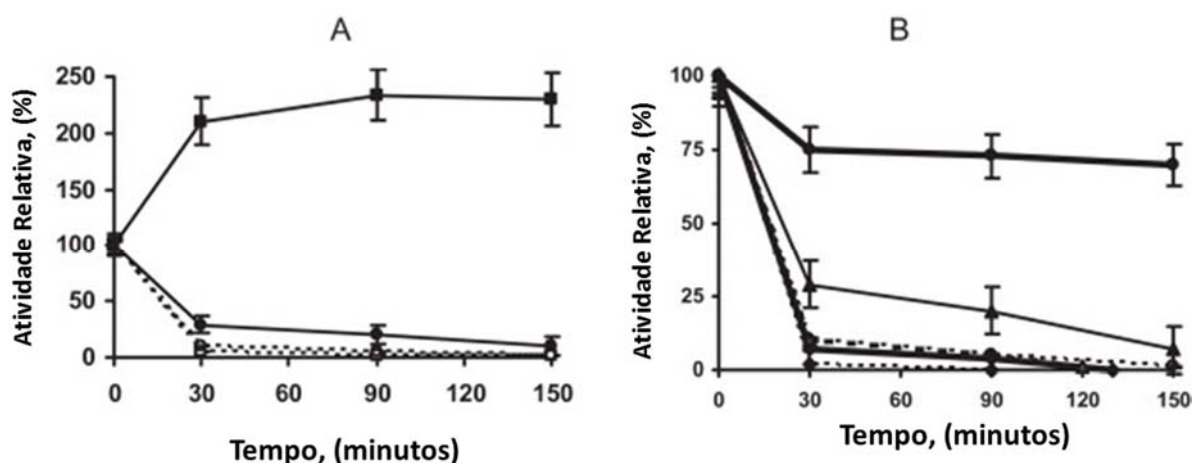 A
Atividade Relativa, (%)
250
200
150
100
50
0
0 30 60 90 120 150
Tempo, (minutos)
B
Atividade Relativa, (%)
100
75
50
25
0
0 30 60 90 120 150
Tempo, (minutos)